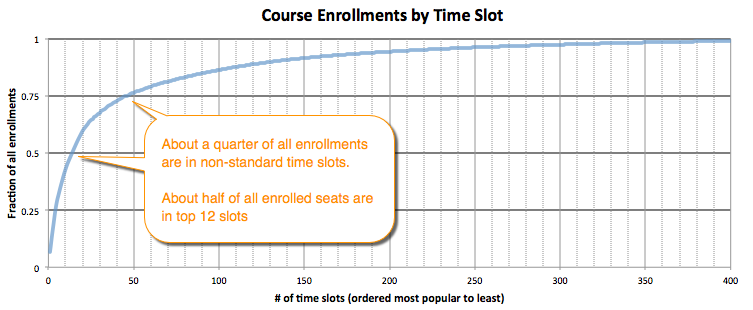 Course Enrollments by Time Slot
Fraction of all enrollments
1
0.75
0.5
0.25
0
About a quarter of all enrollments
are in non-standard time slots.
About half of all enrolled seats are
in top 12 slots
0 50 100 150 200 250 300 350 400
# of time slots (ordered most popular to least)